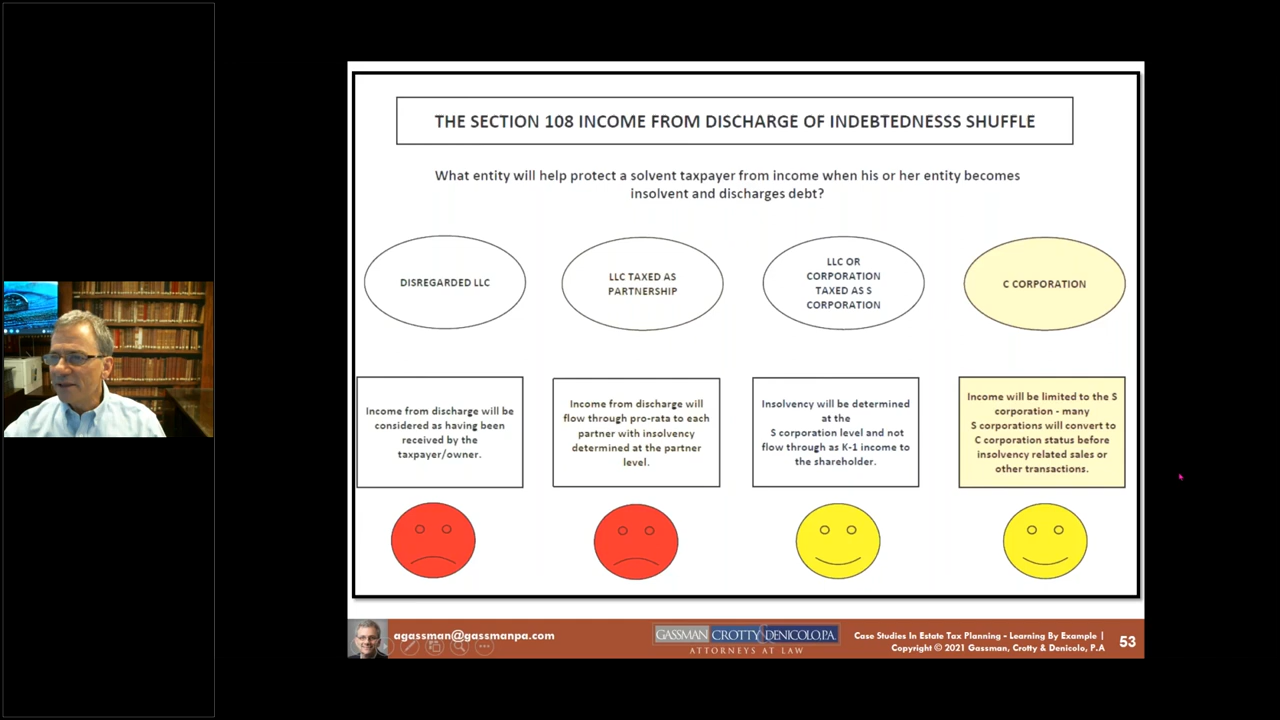 THE SECTION 108 INCOME FROM DISCHARGE OF INDEBTEDNESSS SHUFFLE
What entity will help protect a solvent taxpayer from income when his or her entity becomes
insolvent and discharges debt?
DISREGARDED LLC
LLC TAXED AS
PARTNERSHIP
LLC OR
CORPORATION
TAXED AS S
CORPORATION
C CORPORATION
Income from discharge will be
considered as having been
received by the
taxpayer/owner.
Income from discharge will
flow through pro-rata to each
partner with insolvency
determined at the partner
level.
Insolvency will be determined
at the
S corporation level and not
flow through as K-1 income to
the shareholder.
Income will be limited to the S
corporation - many
S corporations will convert to
C corporation status before
insolvency related sales or
other transactions.
agassman@gassmanpa.com
GASSMAN CROTTY & DENICOLO, P.A.
ATTORNEYS AT LAW
Case Studies In Estate Tax Planning - Learning By Example |
Copyright © 2021 Gassman, Crotty & Denicolo, P.A
53